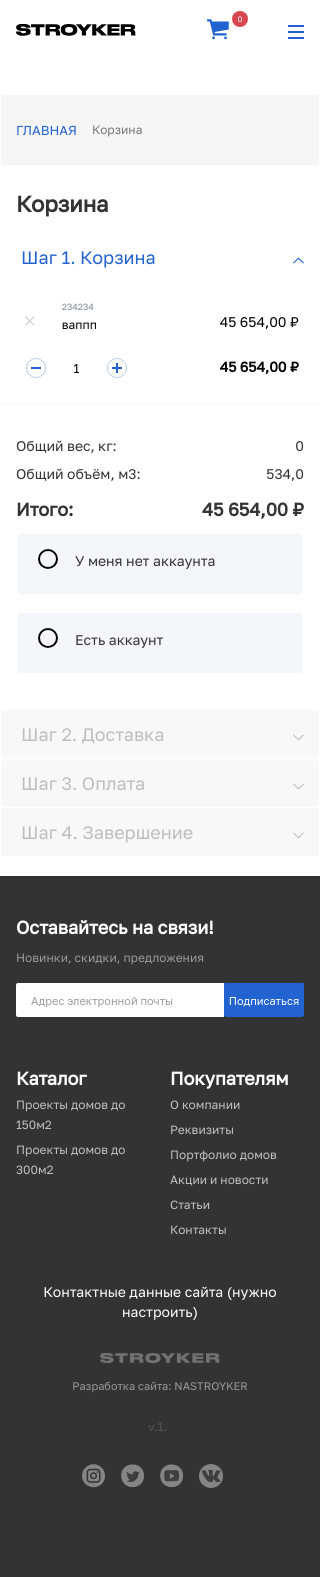 STROYKER
0
ГЛАВНАЯ Корзина
Корзина
Шаг 1. Корзина
234234
ваппп
45 654,00 ₽
1
45 654,00 ₽
Общий вес, кг: 0
Общий объём, м3: 534,0
Итого: 45 654,00 ₽
У меня нет аккаунта
Есть аккаунт
Шаг 2. Доставка
Шаг 3. Оплата
Шаг 4. Завершение
Оставайтесь на связи!
Новинки, скидки, предложения
Адрес электронной почты Подписаться
Каталог
Проекты домов до
150м2
Проекты домов до
300м2
Покупателям
О компании
Реквизиты
Портфолио домов
Акции и новости
Статьи
Контакты
Контактные данные сайта (нужно
настроить)
STROYKER
Разработка сайта: NASTROYKER
v.1.